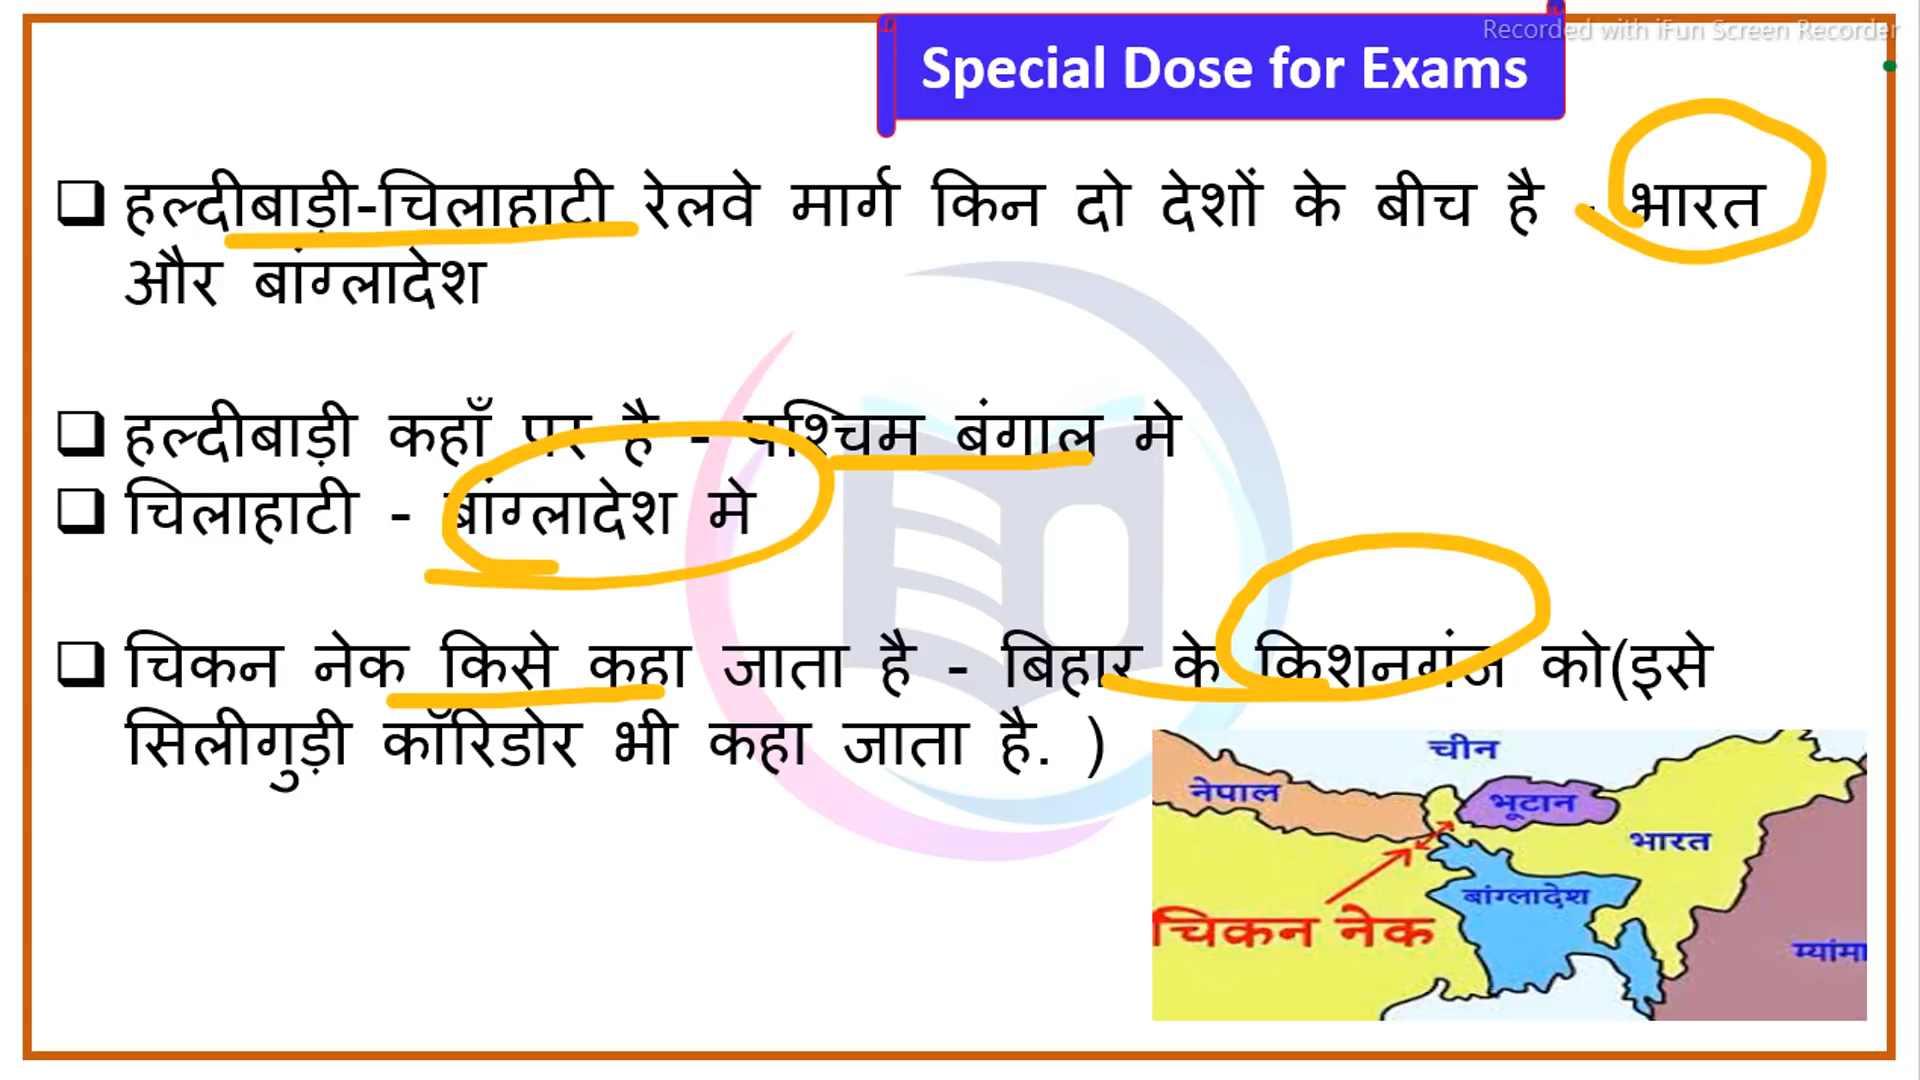 Recorded with iFun Screen Recorder
Special Dose for Exams
हल्दीबाड़ी-चिलाहाटी रेलवे मार्ग किन दो देशों के बीच है - भारत
और बांग्लादेश
हल्दीबाड़ी कहाँ पर है - पश्चिम बंगाल मे
चिलाहाटी - बांग्लादेश मे
चिकन नेक किसे कहा जाता है - बिहार के किशनगंज को(इसे
सिलीगुड़ी कॉरिडोर भी कहा जाता है. )
चीन
नेपाल
भूटान
भारत
बांग्लादेश
चिकन नेक
म्यांमा